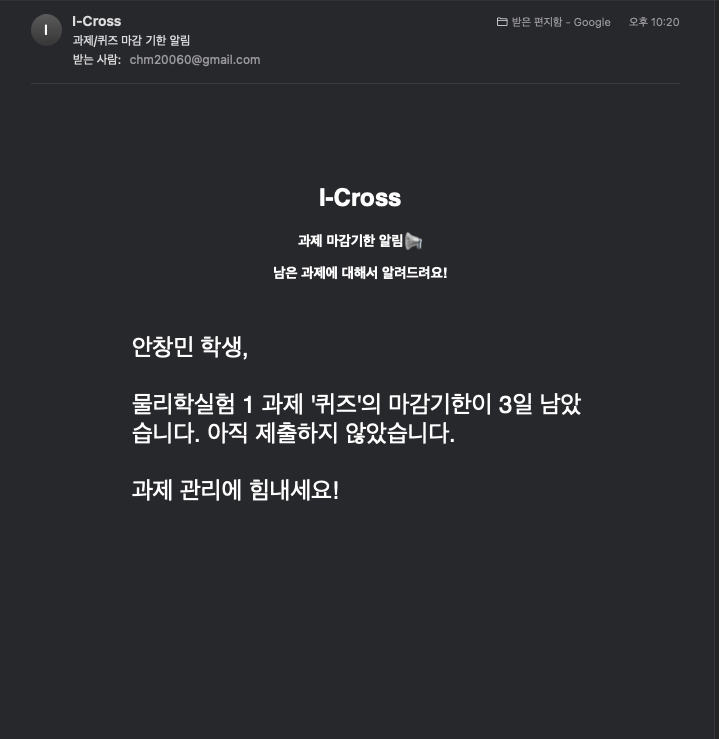 I
I-Cross
받은 편지함 - Google 오후 10:20
과제/퀴즈 마감 기한 알림
받는 사람: chm20060@gmail.com
I-Cross
과제 마감기한 알림
남은 과제에 대해서 알려드려요!
안창민 학생,
물리학실험 1 과제 '퀴즈'의 마감기한이 3일 남았
습니다. 아직 제출하지 않았습니다.
과제 관리에 힘내세요!